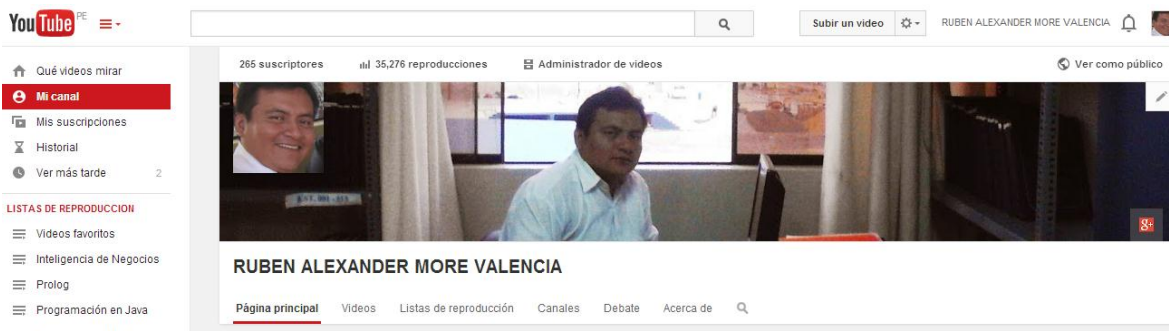 YouTube PE
Subir un video
RUBEN ALEXANDER MORE VALENCIA
Qué videos mirar
Mi canal
Mis suscripciones
Historial
Ver más tarde 2
LISTAS DE REPRODUCCION
Videos favoritos
Inteligencia de Negocios
Prolog
Programación en Java
265 suscriptores 35,276 reproducciones Administrador de videos Ver como público
g+
RUBEN ALEXANDER MORE VALENCIA
Página principal Videos Listas de reproducción Canales Debate Acerca de